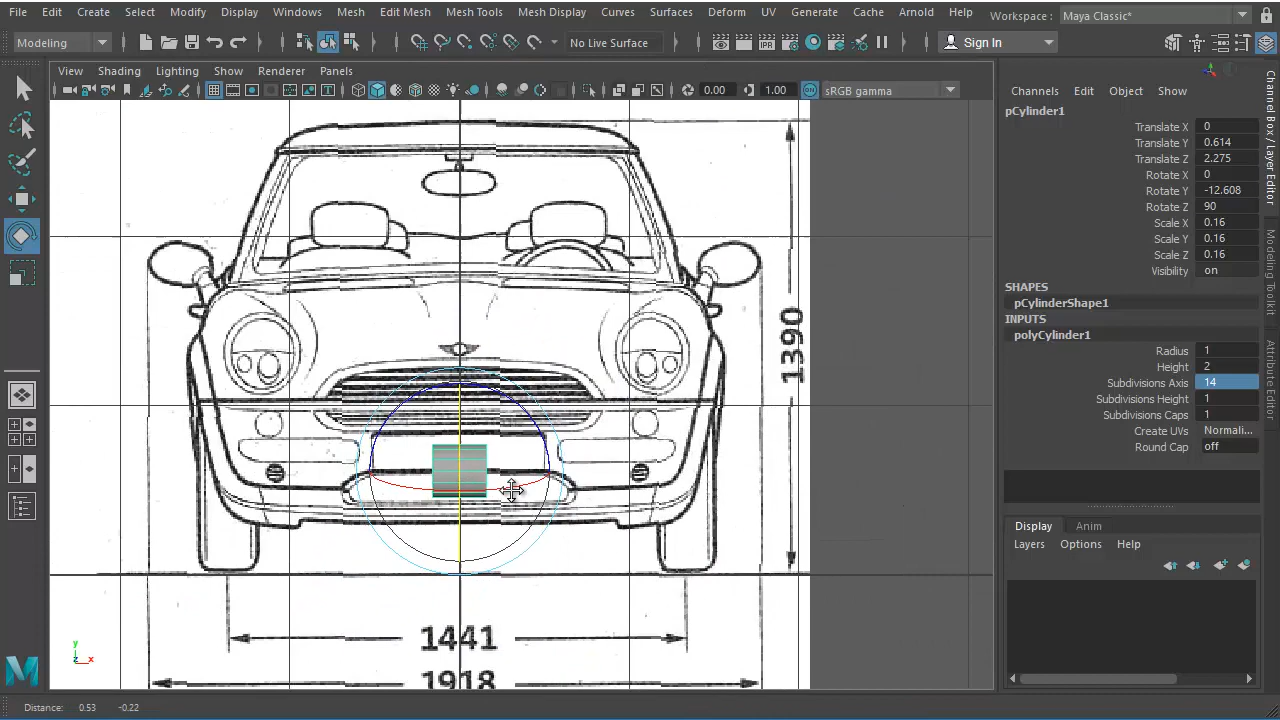 File Edit Create Select Modify Display Windows Mesh Edit Mesh Mesh Tools Mesh Display Curves Surfaces Deform UV Generate Cache Arnold Help Workspace : Maya Classic*
Modeling No Live Surface IPR Sign In
View Shading Lighting Show Renderer Panels
0.00 1.00 ON sRGB gamma
Channels Edit Object Show
pCylinder1
Translate X 0
Translate Y 0.614
Translate Z 2.275
Rotate X 0
Rotate Y -12.608
Rotate Z 90
Scale X 0.16
Scale Y 0.16
Scale Z 0.16
Visibility on
SHAPES
pCylinderShape1
INPUTS
polyCylinder1
Radius 1
Height 2
Subdivisions Axis 14
Subdivisions Height 1
Subdivisions Caps 1
Create UVs Normali...
Round Cap off
Display Anim
Layers Options Help
Channel Box / Layer Editor
Modeling Toolkit
Attribute Editor
1390
1441
1918
y
z x
M
Distance: 0.53 -0.22